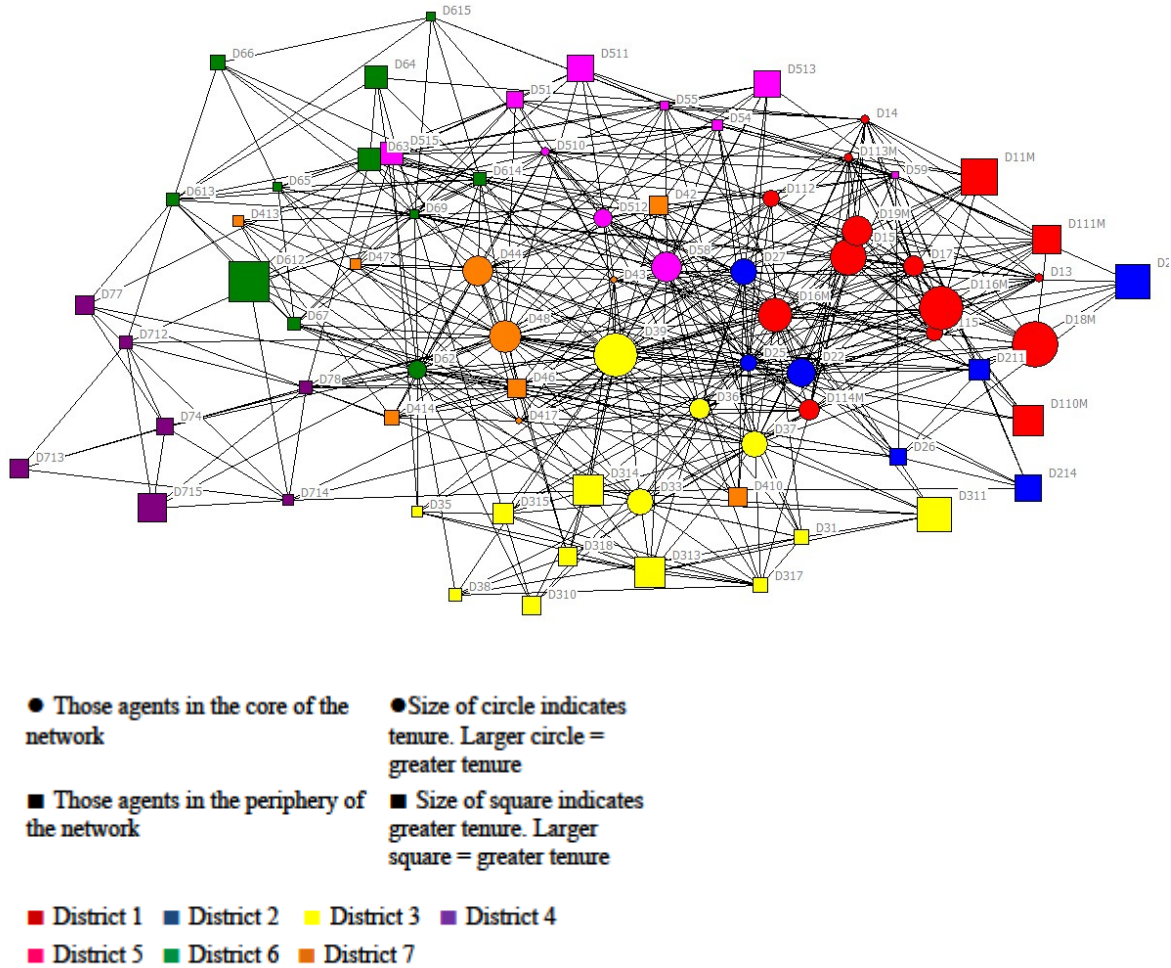 D615
D66
D64
D511
D513
D51
D55
D54
D14
D63
D515
D510
D113M
D59
D11M
D614
D65
D613
D69
D413
D512
D42
D112
D19M
D15
D111M
D612
D47
D44
D43
D58
D27
D17
D13
D2
D77
D67
D48
D39
D16M
D116M
115
D18M
D712
D62
D25
D22
D211
D78
D46
D36
D114M
D110M
D74
D414
D417
D37
D26
D713
D715
D714
D35
D315
D314
D33
D410
D311
D214
D318
D313
D31
D38
D310
D317
● Those agents in the core of the
network
●Size of circle indicates
tenure. Larger circle =
greater tenure
■ Those agents in the periphery of
the network
■ Size of square indicates
greater tenure. Larger
square = greater tenure
■ District 1 ■ District 2 ■ District 3 ■ District 4
■ District 5 ■ District 6 ■ District 7